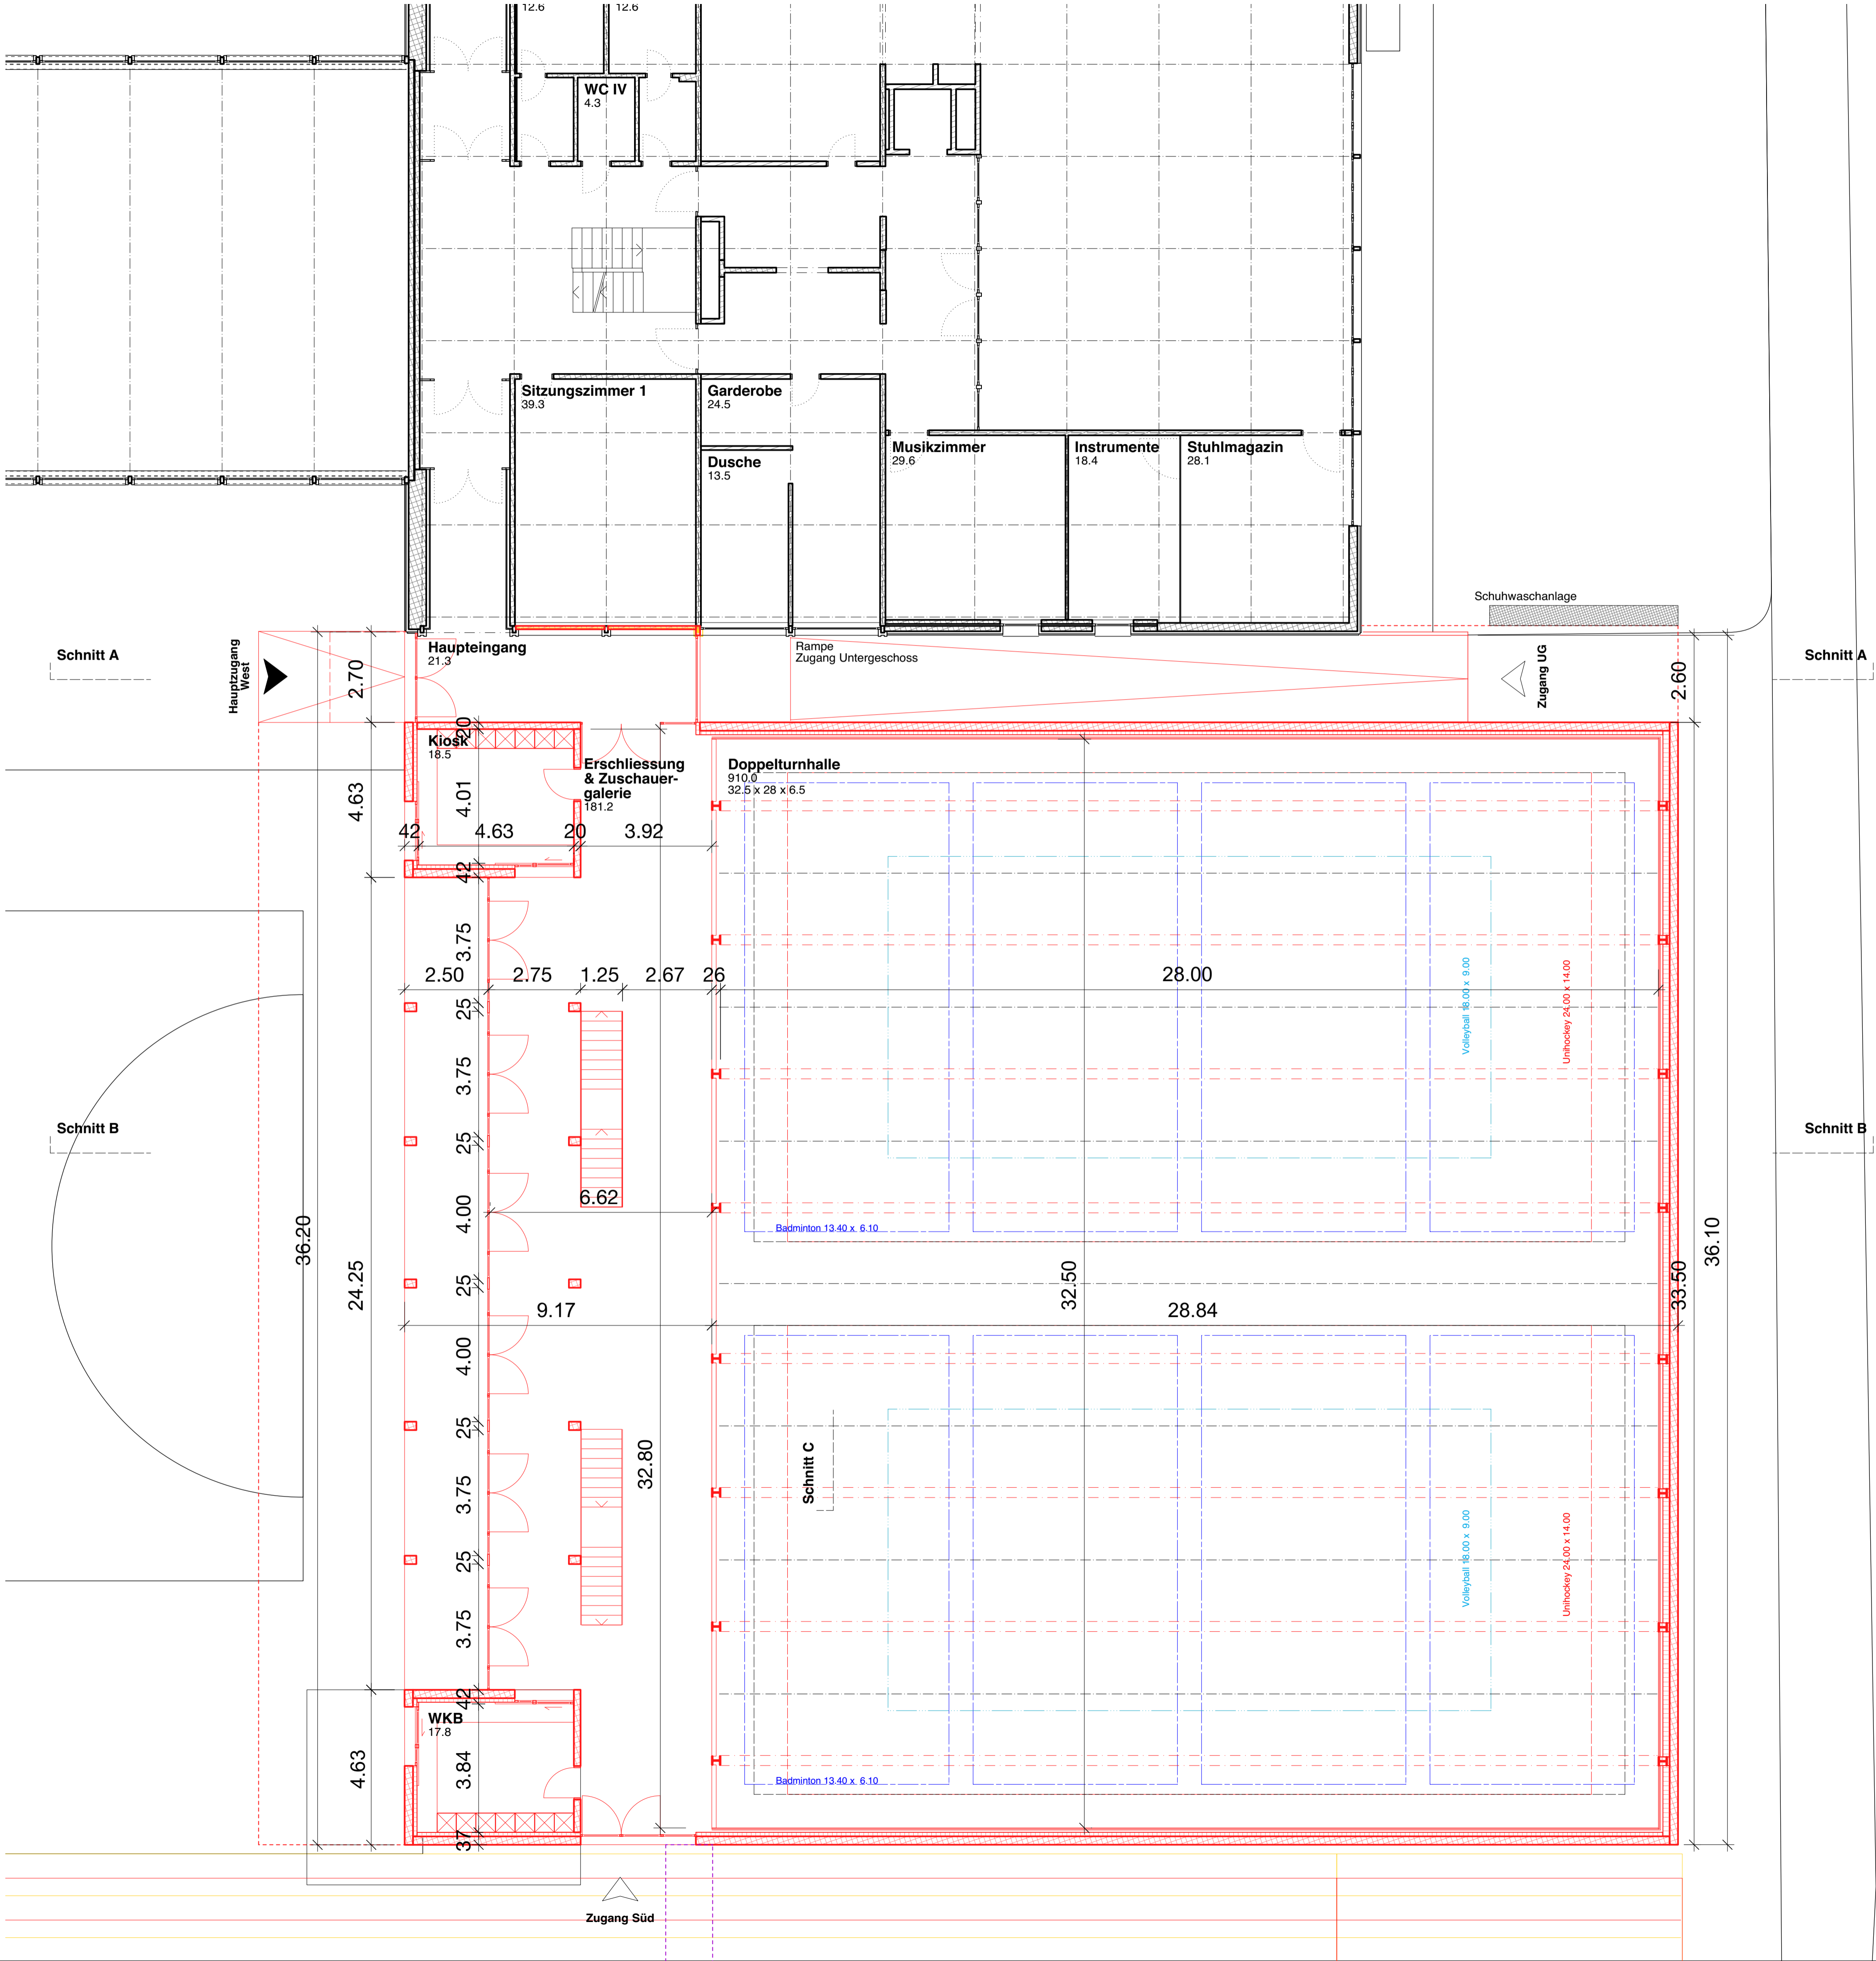 12.6
12.6
WC IV
4.3
Sitzungszimmer 1
39.3
Garderobe
24.5
Dusche
13.5
Musikzimmer
29.6
Instrumente
18.4
Stuhlmagazin
28.1
Schuhwaschanlage
Schnitt A
Hauptzugang
West
2.70
Haupteingang
21.3
Rampe
Zugang Untergeschoss
Zugang UG
2.60
Schnitt A
20
Kiosk
18.5
4.63
4.01
Erschliessung
& Zuschauer-
galerie
181.2
Doppelturnhalle
910.0
32.5 x 28 x 6.5
42
4.63
20
3.92
42
3.75
2.50
2.75
1.25
2.67
26
28.00
Volleyball 18.00 x 9.00
Unihockey 24.00 x 14.00
25
3.75
Schnitt B
25
Schnitt B
6.62
4.00
Badminton 13.40 x 6.10
36.20
24.25
36.10
25
32.50
33.50
9.17
28.84
4.00
25
32.80
Schnitt C
3.75
Volleyball 18.00 x 9.00
Unihockey 24.00 x 14.00
25
3.75
42
WKB
17.8
4.63
3.84
Badminton 13.40 x 6.10
37
Zugang Süd